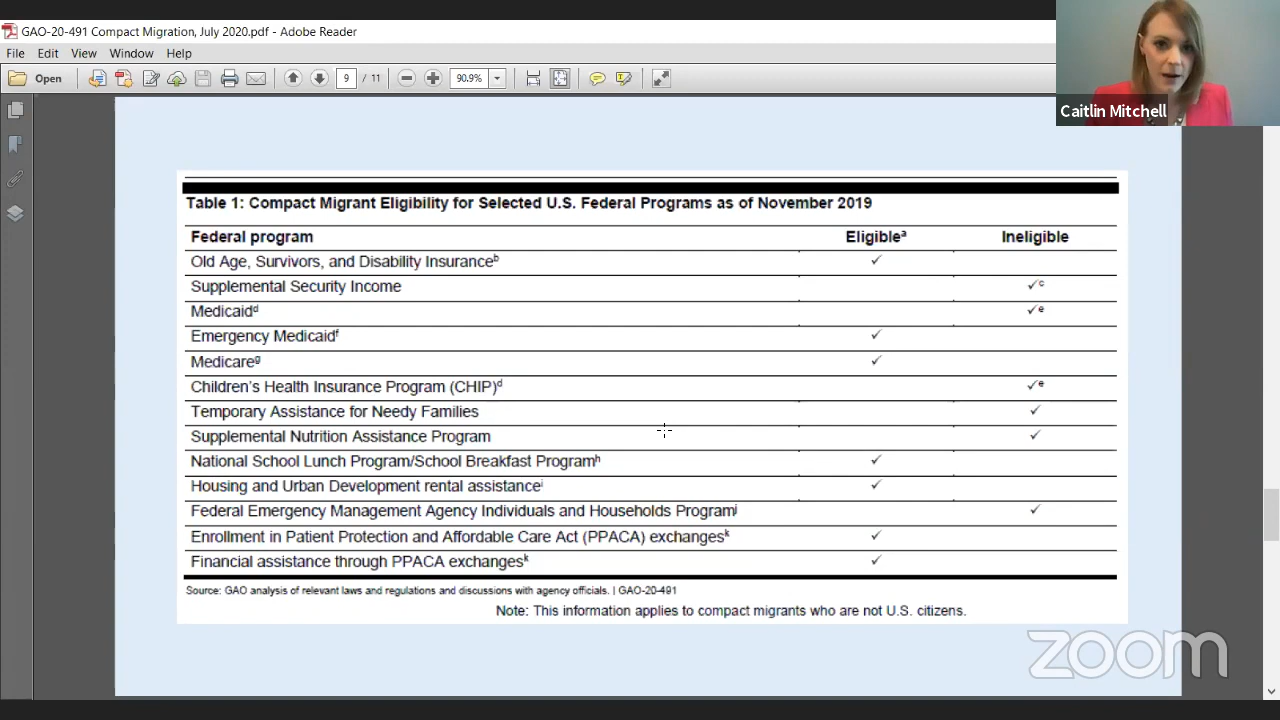 GAO-20-491 Compact Migration, July 2020.pdf - Adobe Reader
File Edit View Window Help
Open 9 / 11 90.9%
Caitlin Mitchell
Table 1: Compact Migrant Eligibility for Selected U.S. Federal Programs as of November 2019
Federal program Eligibleᵃ Ineligible
Old Age, Survivors, and Disability Insuranceᵇ ✓
Supplemental Security Income ✓ᶜ
Medicaidᵈ ✓ᵉ
Emergency Medicaidᶠ ✓
Medicareᵍ ✓
Children's Health Insurance Program (CHIP)ᵈ ✓ᵉ
Temporary Assistance for Needy Families ✓
Supplemental Nutrition Assistance Program ✓
National School Lunch Program/School Breakfast Programʰ ✓
Housing and Urban Development rental assistanceⁱ ✓
Federal Emergency Management Agency Individuals and Households Programʲ ✓
Enrollment in Patient Protection and Affordable Care Act (PPACA) exchangesᵏ ✓
Financial assistance through PPACA exchangesᵏ ✓
Source: GAO analysis of relevant laws and regulations and discussions with agency officials. | GAO-20-491
Note: This information applies to compact migrants who are not U.S. citizens.
zoom